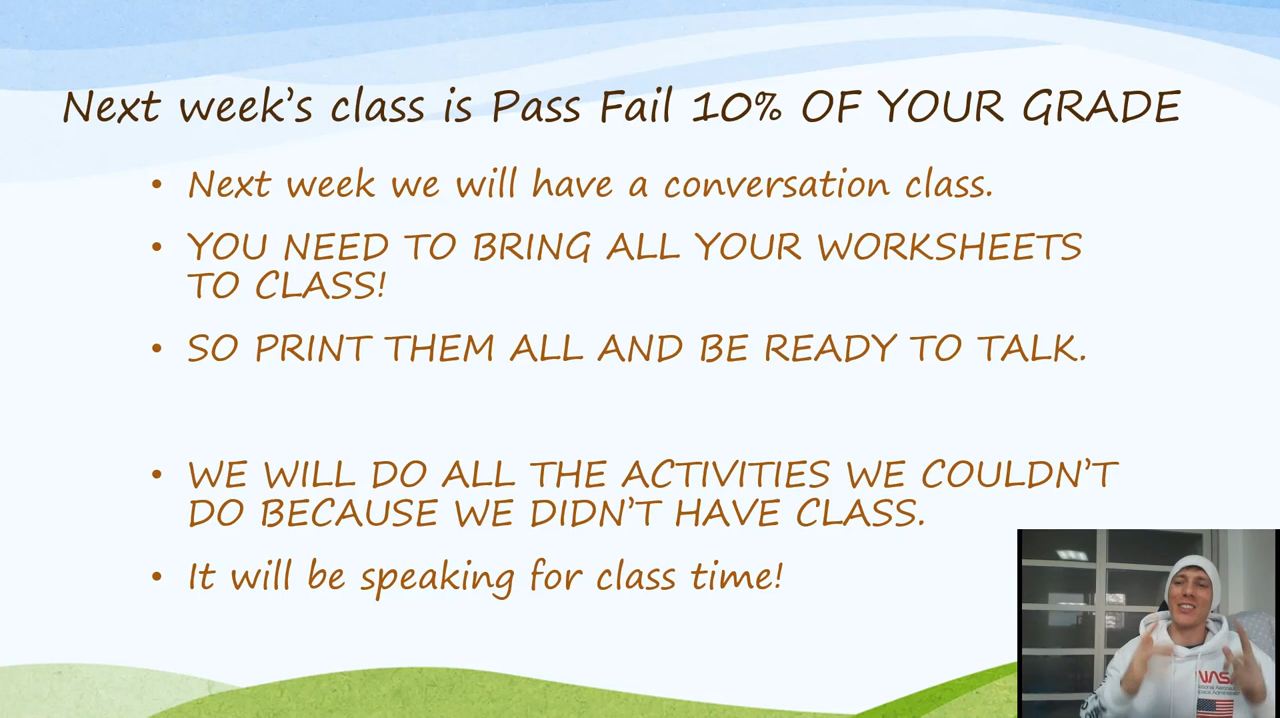 Next week's class is Pass Fail 10% OF YOUR GRADE
• Next week we will have a conversation class.
• YOU NEED TO BRING ALL YOUR WORKSHEETS
TO CLASS!
• SO PRINT THEM ALL AND BE READY TO TALK.
• WE WILL DO ALL THE ACTIVITIES WE COULDN'T
DO BECAUSE WE DIDN'T HAVE CLASS.
• It will be speaking for class time!
NASA